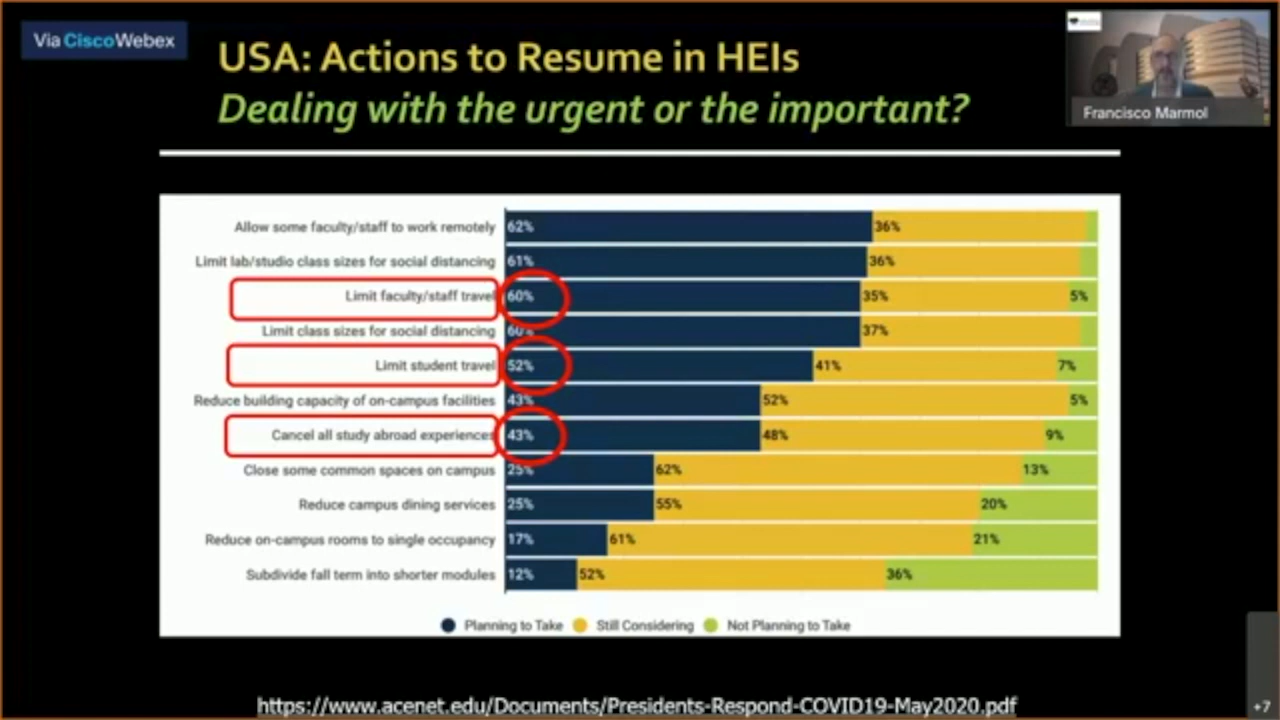 Via CiscoWebex
USA: Actions to Resume in HEIs
Dealing with the urgent or the important?
Francisco Marmol
Allow some faculty/staff to work remotely 62% 36%
Limit lab/studio class sizes for social distancing 61% 36%
Limit faculty/staff travel 60% 35% 5%
Limit class sizes for social distancing 60% 37%
Limit student travel 52% 41% 7%
Reduce building capacity of on-campus facilities 43% 52% 5%
Cancel all study abroad experiences 43% 48% 9%
Close some common spaces on campus 25% 62% 13%
Reduce campus dining services 25% 55% 20%
Reduce on-campus rooms to single occupancy 17% 61% 21%
Subdivide fall term into shorter modules 12% 52% 36%
Planning to Take Still Considering Not Planning to Take
https://www.acenet.edu/Documents/Presidents-Respond-COVID19-May2020.pdf
+7